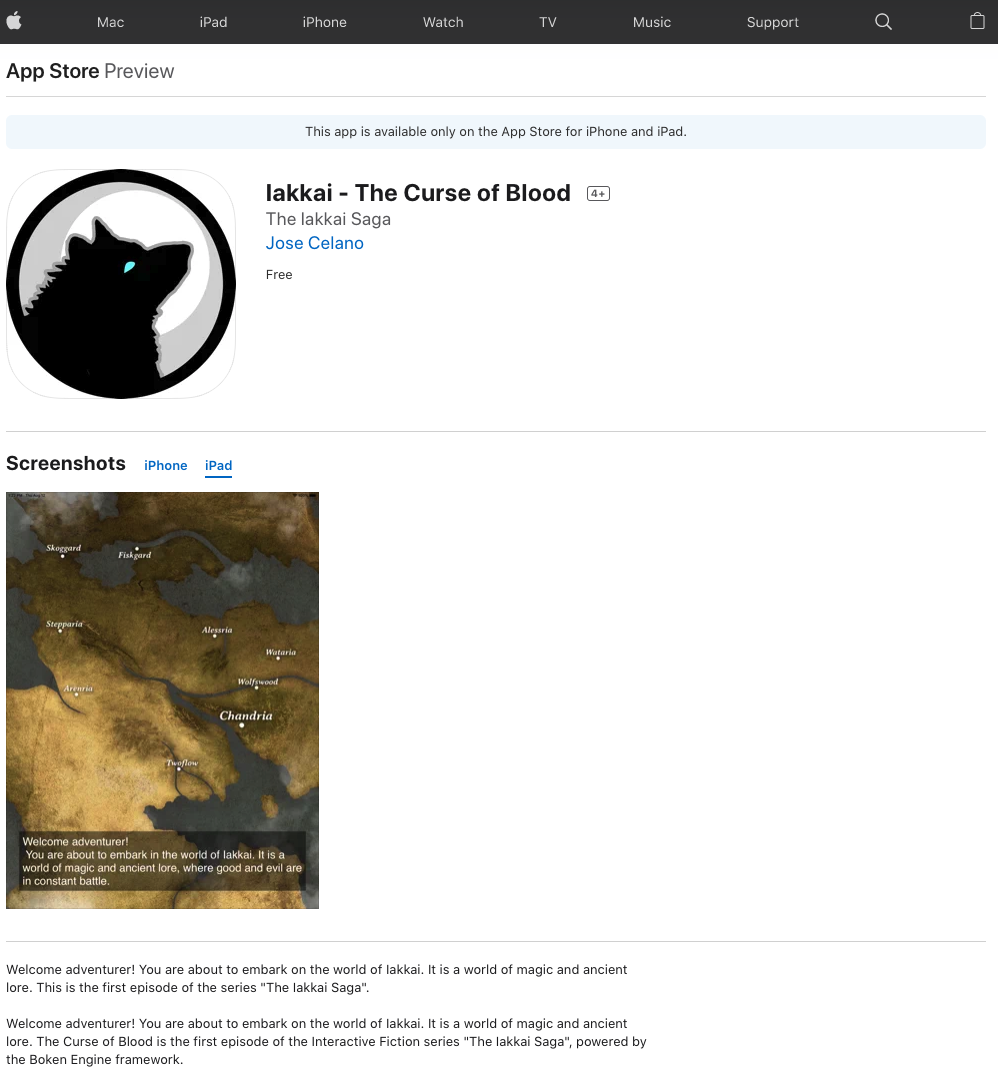 Mac iPad iPhone Watch TV Music Support
App Store Preview
This app is available only on the App Store for iPhone and iPad.
Iakkai - The Curse of Blood 4+
The Iakkai Saga
Jose Celano
Free
Screenshots iPhone iPad
Skoggard
Fiskgard
Stepparia
Alessria
Wataria
Wolfswood
Arenria
Chandria
Twoflow
Welcome adventurer!
You are about to embark in the world of Iakkai. It is a
world of magic and ancient lore, where good and evil are
in constant battle.
Welcome adventurer! You are about to embark on the world of Iakkai. It is a world of magic and ancient
lore. This is the first episode of the series "The Iakkai Saga".
Welcome adventurer! You are about to embark on the world of Iakkai. It is a world of magic and ancient
lore. The Curse of Blood is the first episode of the Interactive Fiction series "The Iakkai Saga", powered by
the Boken Engine framework.